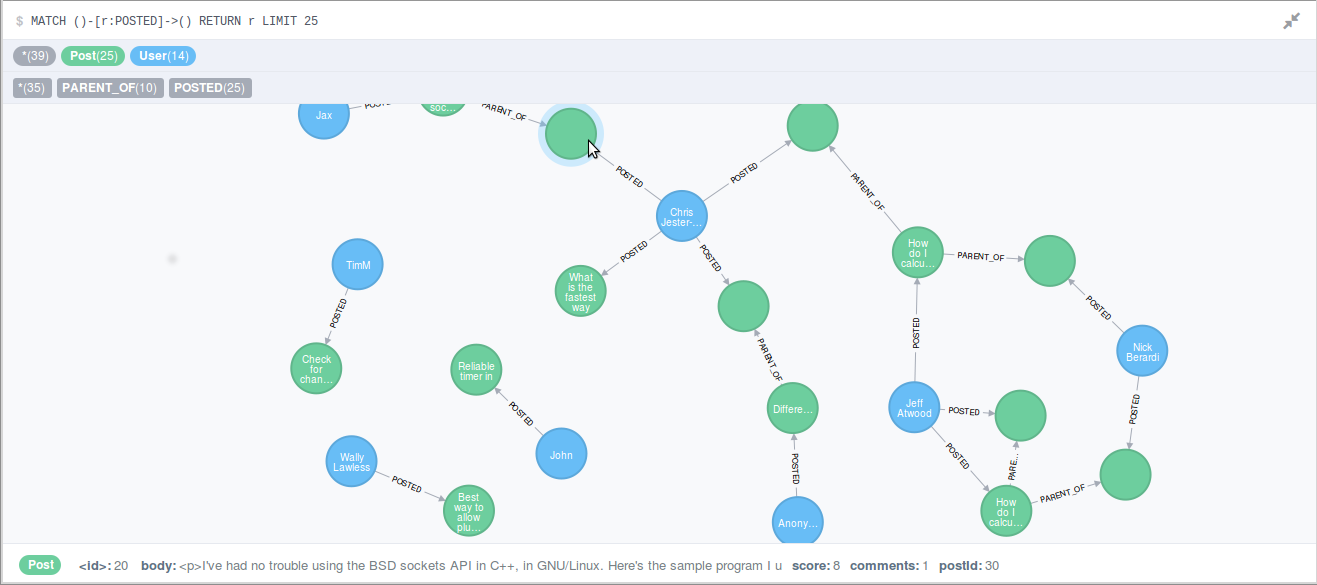 $ MATCH ()-[r:POSTED]->() RETURN r LIMIT 25
*(39) Post(25) User(14)
*(35) PARENT_OF(10) POSTED(25)
Jax
soc...
PARENT_OF
POSTED
POSTED
PARENT_OF
Chris
Jester-...
POSTED
POSTED
TimM
How
do I
calcu...
PARENT_OF
What
is the
fastest
way
POSTED
POSTED
POSTED
Nick
Berardi
Check
for
chan...
Reliable
timer in
PARENT_OF
POSTED
Differe...
Jeff
Atwood
POSTED
POSTED
John
POSTED
PARE...
Wally
Lawless
POSTED
POSTED
PARENT_OF
Best
way to
allow
plu...
How
do I
calcu...
Anony...
Post <id>: 20 body: <p>I've had no trouble using the BSD sockets API in C++, in GNU/Linux. Here's the sample program I u score: 8 comments: 1 postId: 30